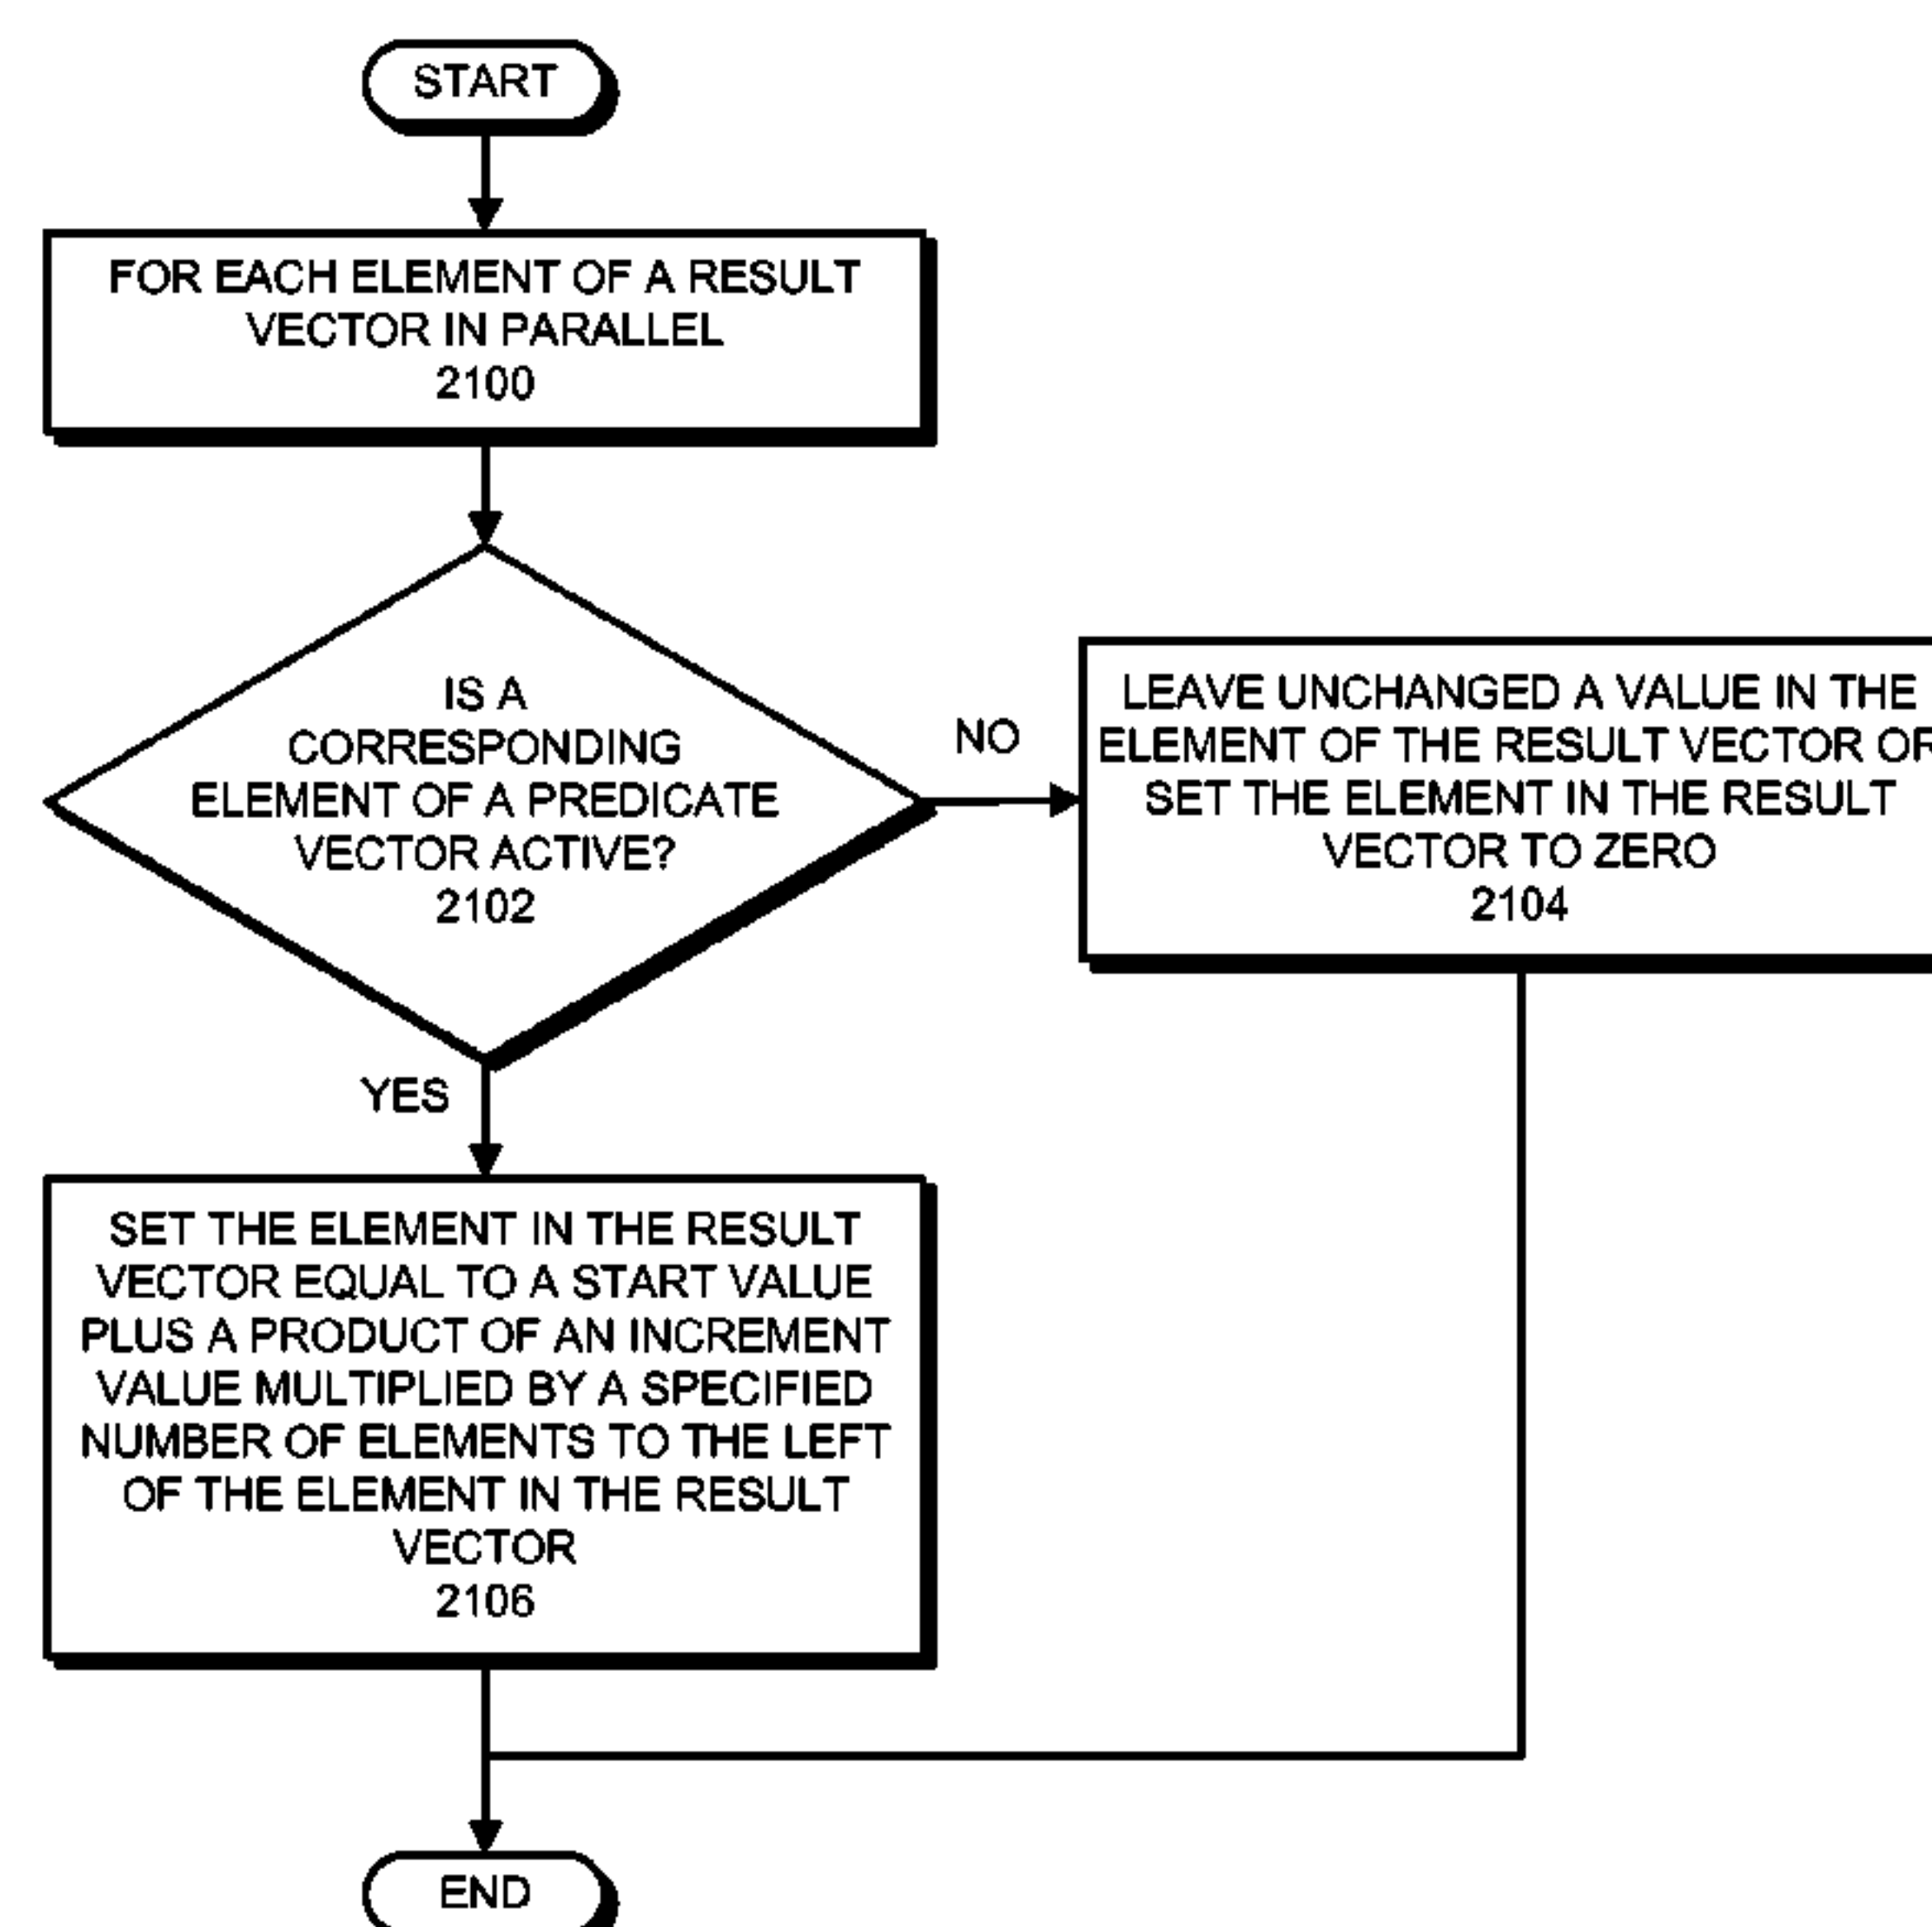 START
FOR EACH ELEMENT OF A RESULT
VECTOR IN PARALLEL
2100
IS A
CORRESPONDING
ELEMENT OF A PREDICATE
VECTOR ACTIVE?
2102
NO
LEAVE UNCHANGED A VALUE IN THE
ELEMENT OF THE RESULT VECTOR OR
SET THE ELEMENT IN THE RESULT
VECTOR TO ZERO
2104
YES
SET THE ELEMENT IN THE RESULT
VECTOR EQUAL TO A START VALUE
PLUS A PRODUCT OF AN INCREMENT
VALUE MULTIPLIED BY A SPECIFIED
NUMBER OF ELEMENTS TO THE LEFT
OF THE ELEMENT IN THE RESULT
VECTOR
2106
END